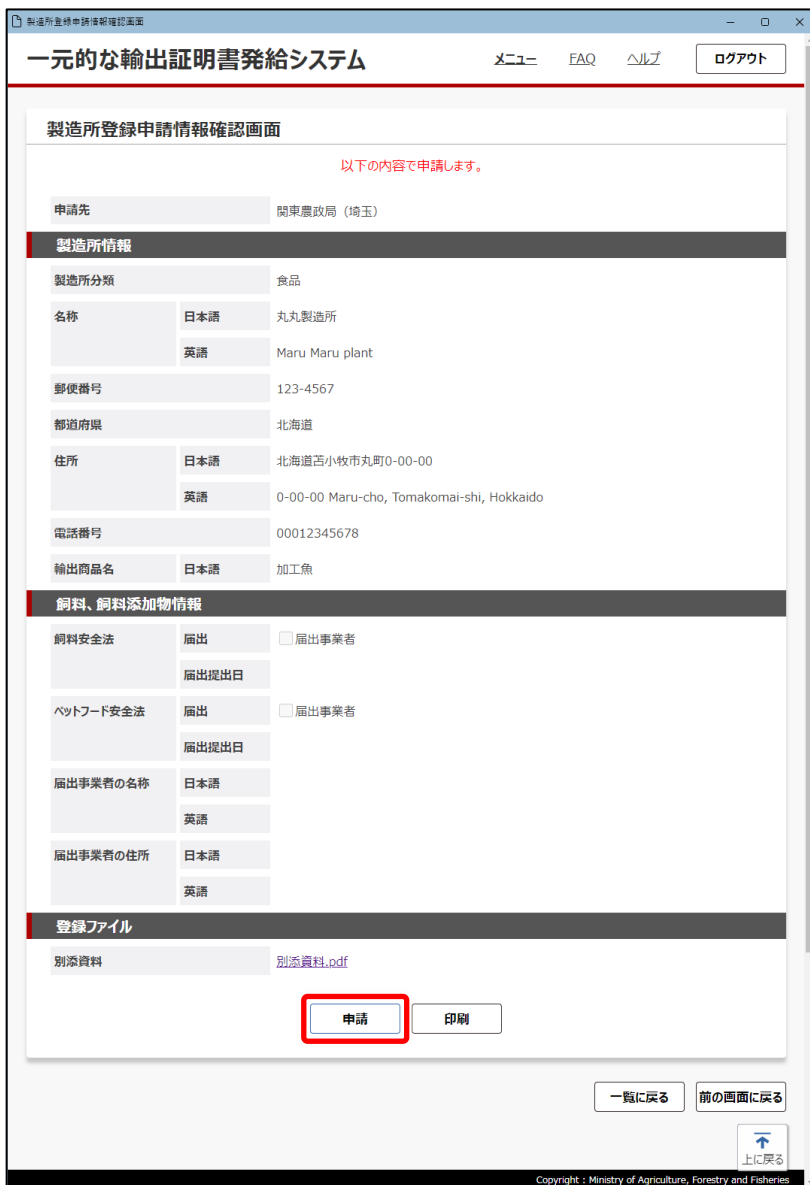 製造所登録申請情報確認画面
一元的な輸出証明書発給システム メニュー FAQ ヘルプ ログアウト
製造所登録申請情報確認画面
以下の内容で申請します。
申請先 関東農政局（埼玉）
製造所情報
製造所分類 食品
名称 日本語 丸丸製造所
英語 Maru Maru plant
郵便番号 123-4567
都道府県 北海道
住所 日本語 北海道苫小牧市丸町0-00-00
英語 0-00-00 Maru-cho, Tomakomai-shi, Hokkaido
電話番号 00012345678
輸出商品名 日本語 加工魚
飼料、飼料添加物情報
飼料安全法 届出 届出事業者
届出提出日
ペットフード安全法 届出 届出事業者
届出提出日
届出事業者の名称 日本語
英語
届出事業者の住所 日本語
英語
登録ファイル
別添資料 別添資料.pdf
申請 印刷
一覧に戻る 前の画面に戻る
上に戻る
Copyright : Ministry of Agriculture, Forestry and Fisheries